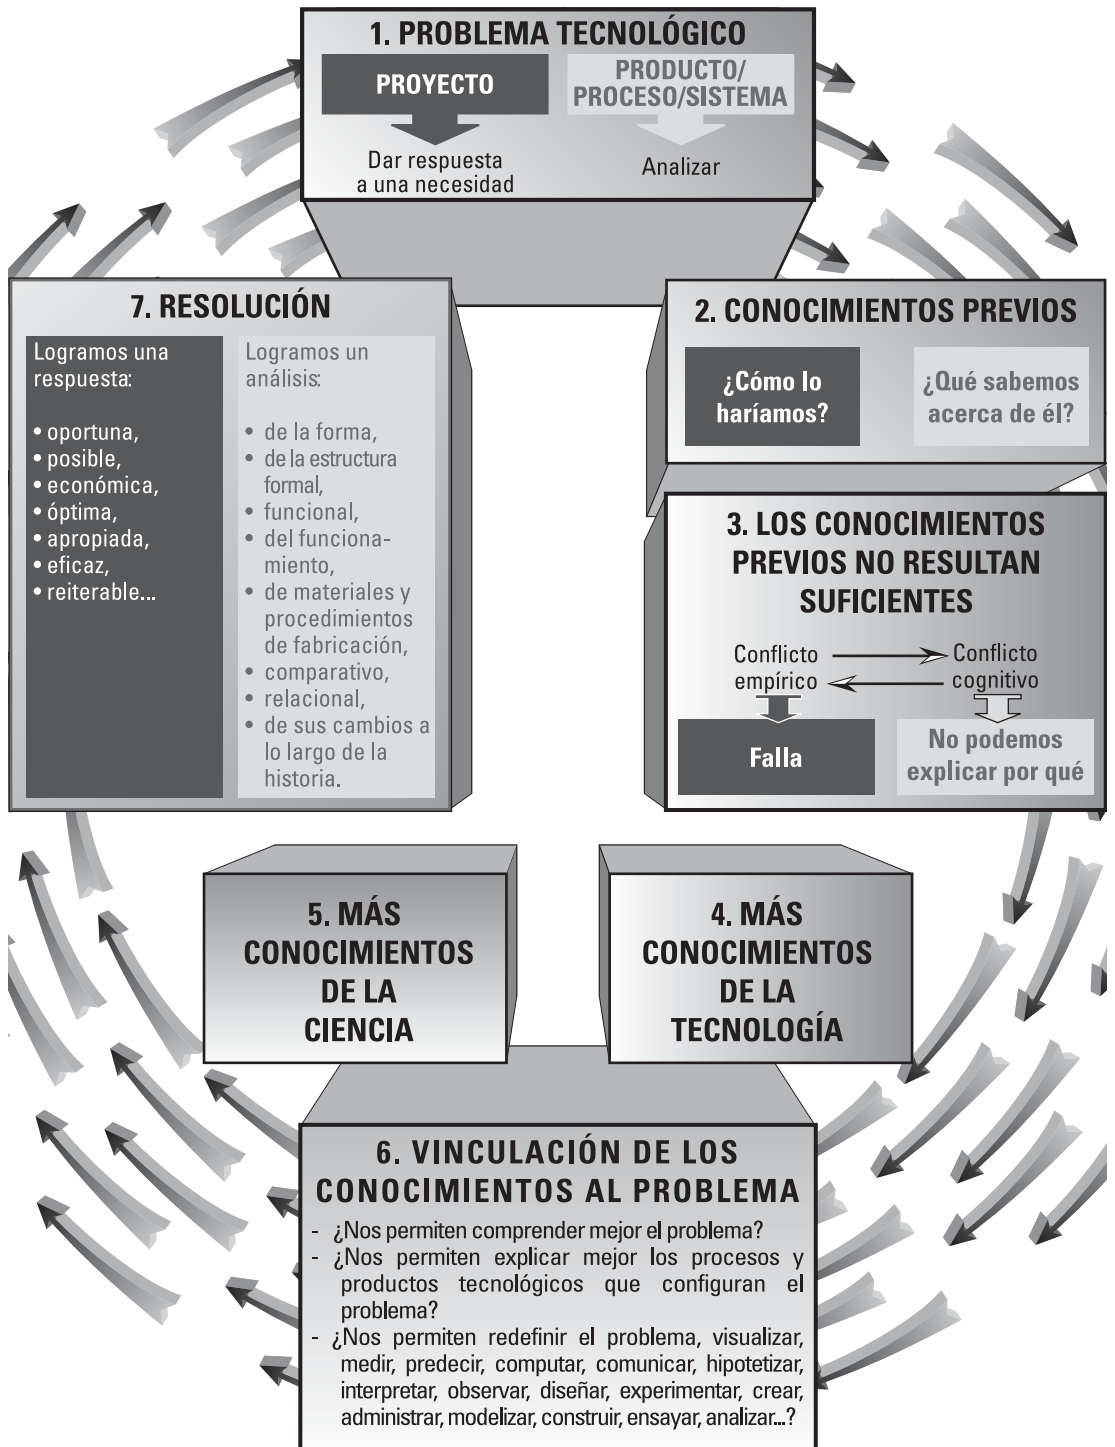 1. PROBLEMA TECNOLÓGICO
PROYECTO
Dar respuesta
a una necesidad
PRODUCTO/
PROCESO/SISTEMA
Analizar
2. CONOCIMIENTOS PREVIOS
¿Cómo lo
haríamos?
¿Qué sabemos
acerca de él?
3. LOS CONOCIMIENTOS
PREVIOS NO RESULTAN
SUFICIENTES
Conflicto
empírico
Conflicto
cognitivo
Falla
No podemos
explicar por qué
4. MÁS
CONOCIMIENTOS
DE LA
TECNOLOGÍA
5. MÁS
CONOCIMIENTOS
DE LA
CIENCIA
6. VINCULACIÓN DE LOS
CONOCIMIENTOS AL PROBLEMA
- ¿Nos permiten comprender mejor el problema?
- ¿Nos permiten explicar mejor los procesos y
productos tecnológicos que configuran el
problema?
- ¿Nos permiten redefinir el problema, visualizar,
medir, predecir, computar, comunicar, hipotetizar,
interpretar, observar, diseñar, experimentar, crear,
administrar, modelizar, construir, ensayar, analizar...?
7. RESOLUCIÓN
Logramos una
respuesta:
• oportuna,
• posible,
• económica,
• óptima,
• apropiada,
• eficaz,
• reiterable...
Logramos un
análisis:
• de la forma,
• de la estructura
formal,
• funcional,
• del funciona-
miento,
• de materiales y
procedimientos
de fabricación,
• comparativo,
• relacional,
• de sus cambios a
lo largo de la
historia.